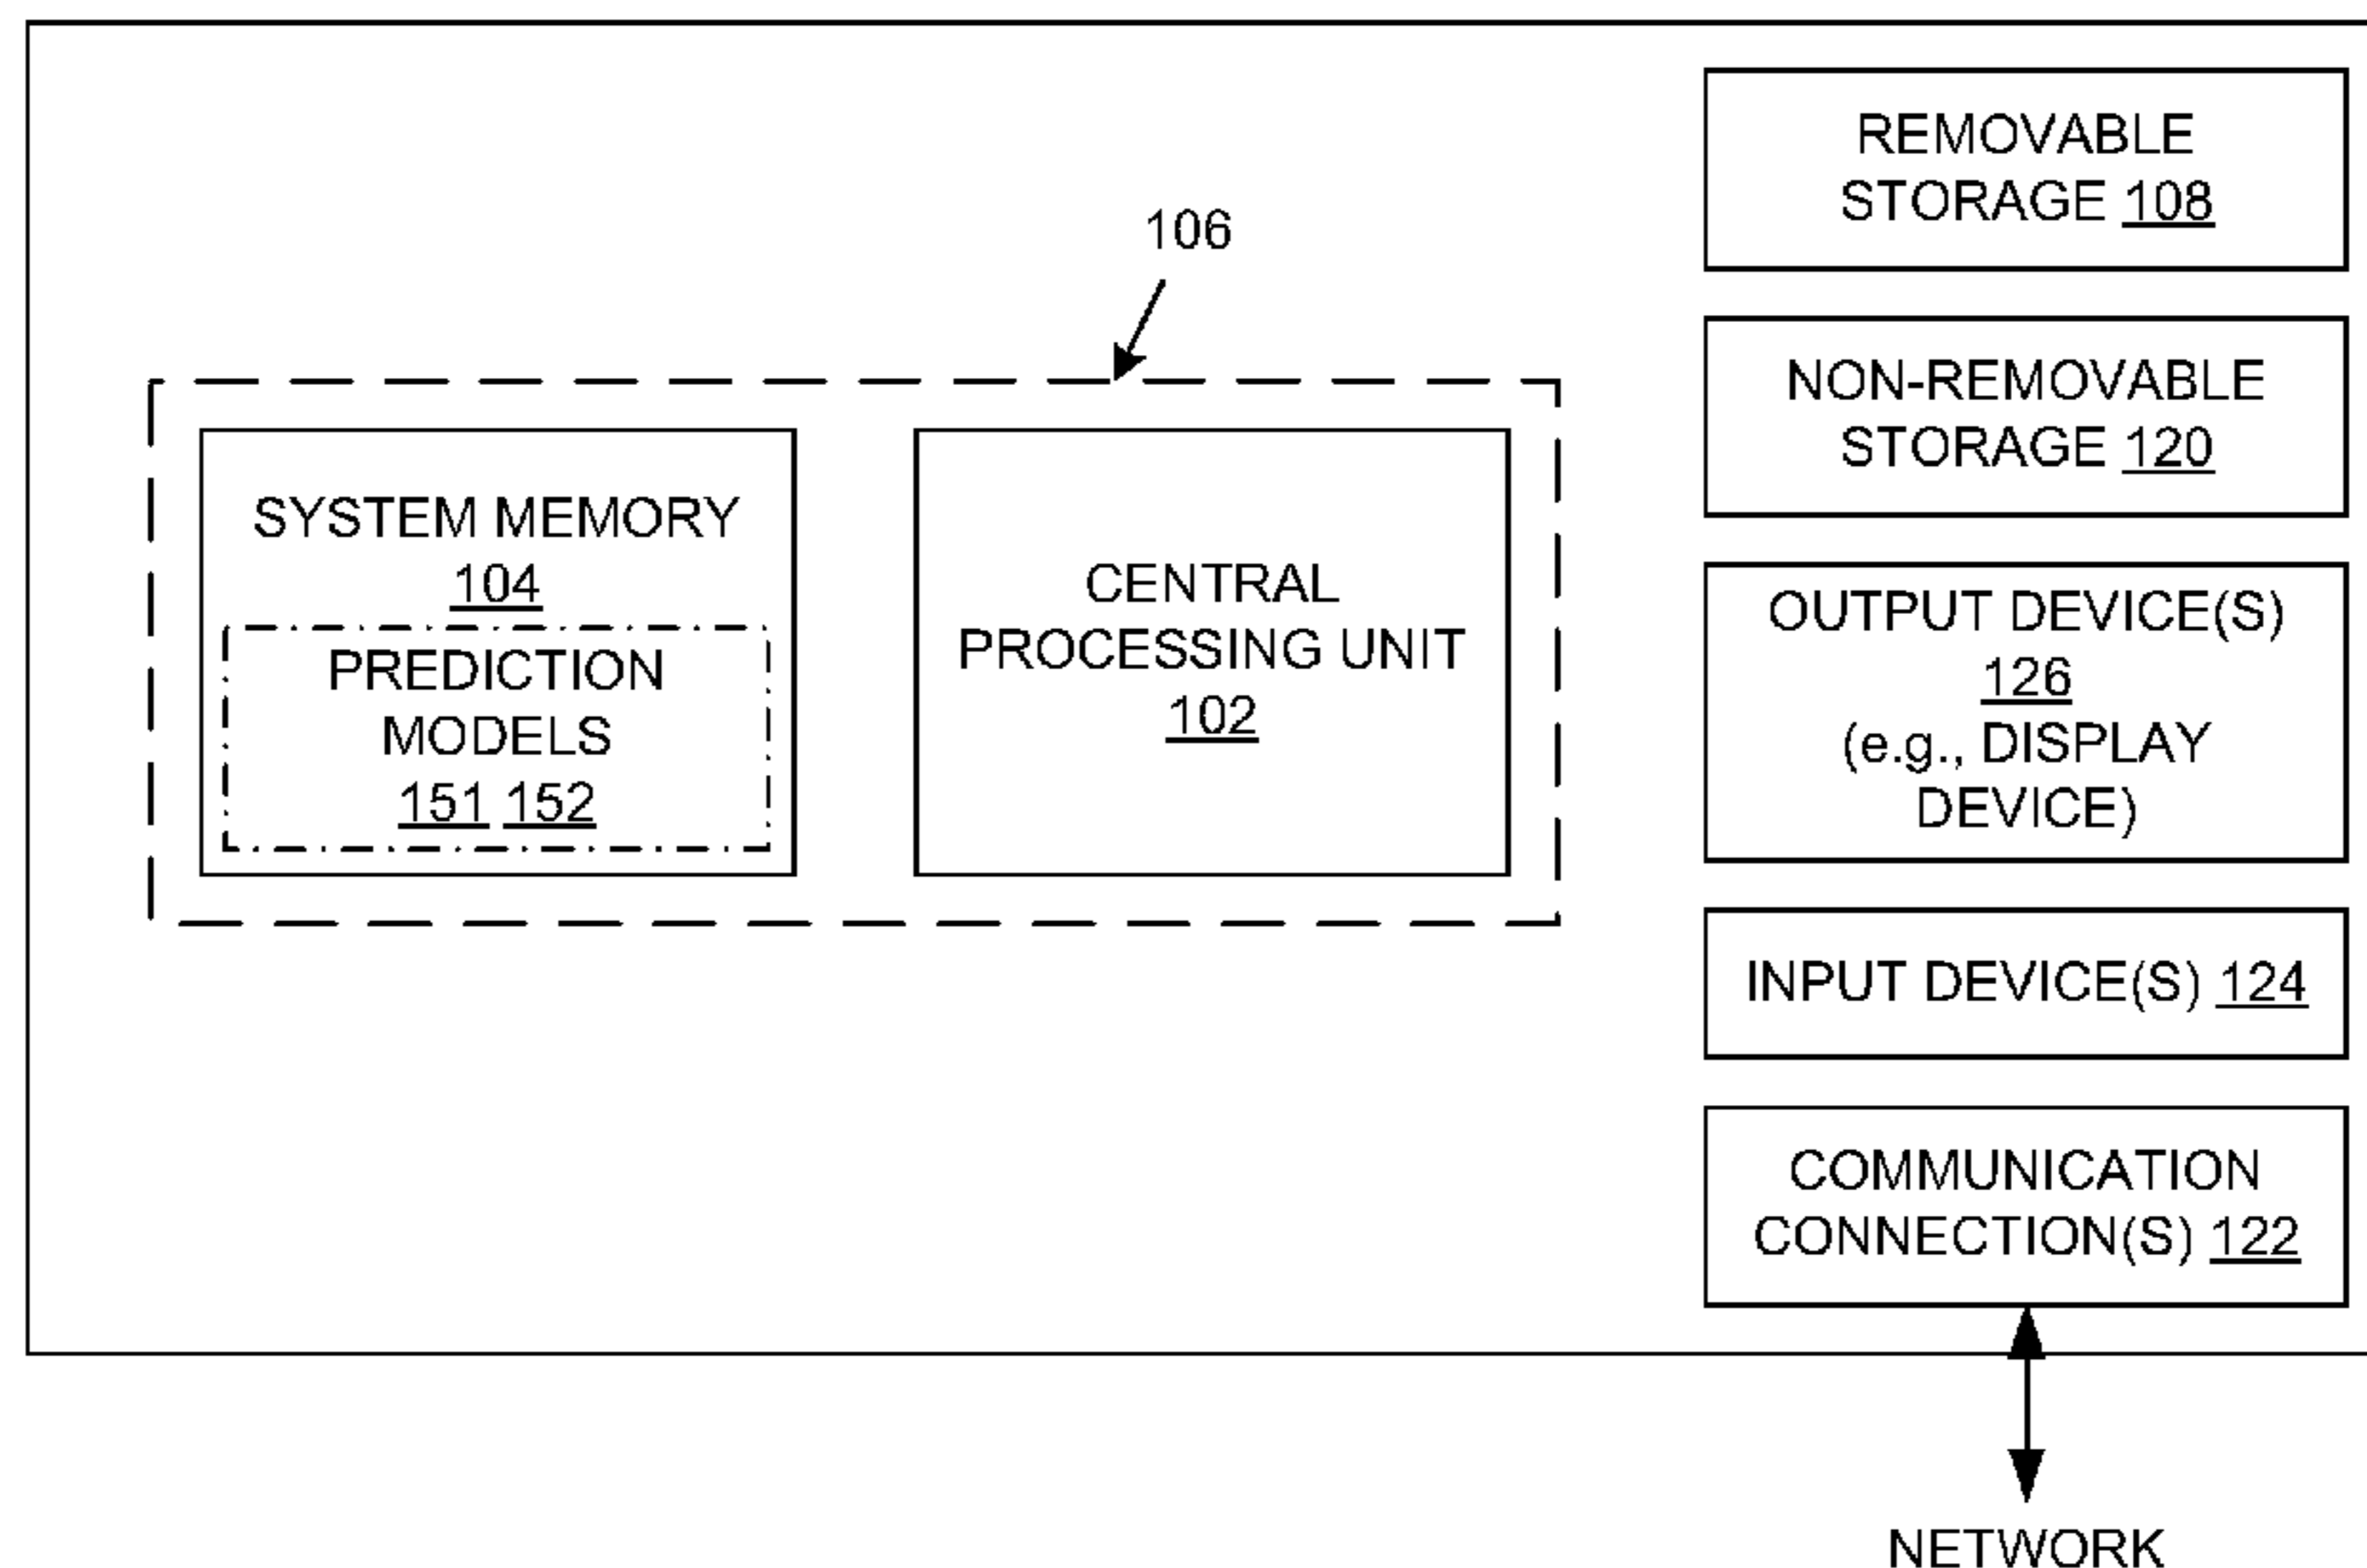 106
SYSTEM MEMORY
104
PREDICTION
MODELS
151 152
CENTRAL
PROCESSING UNIT
102
REMOVABLE
STORAGE 108
NON-REMOVABLE
STORAGE 120
OUTPUT DEVICE(S)
126
(e.g., DISPLAY
DEVICE)
INPUT DEVICE(S) 124
COMMUNICATION
CONNECTION(S) 122
NETWORK